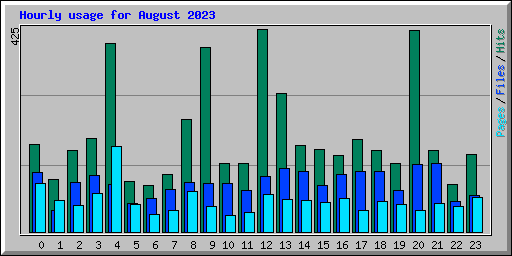 Hourly usage for August 2023
425
Pages / Files / Hits
0 1 2 3 4 5 6 7 8 9 10 11 12 13 14 15 16 17 18 19 20 21 22 23